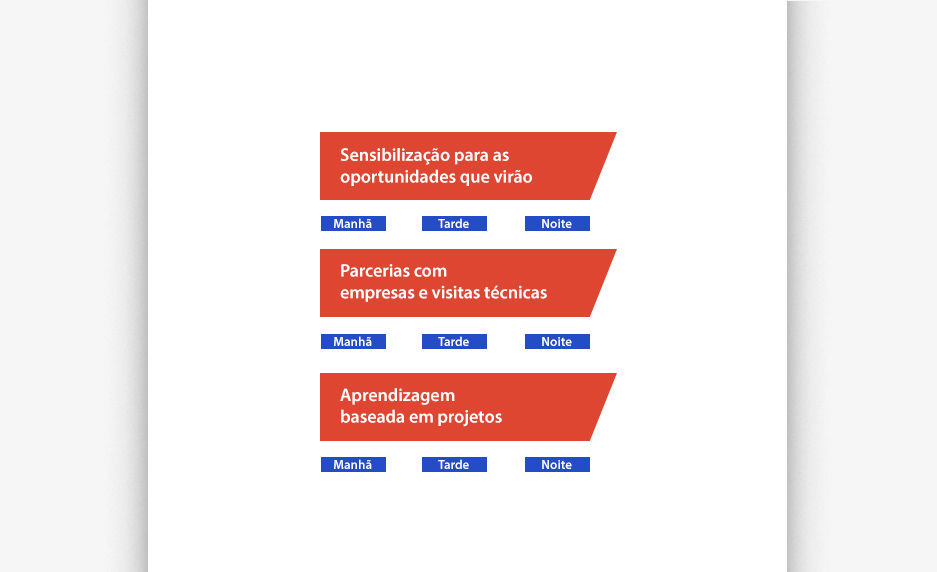 Sensibilização para as
oportunidades que virão
Manhã Tarde Noite
Parcerias com
empresas e visitas técnicas
Manhã Tarde Noite
Aprendizagem
baseada em projetos
Manhã Tarde Noite